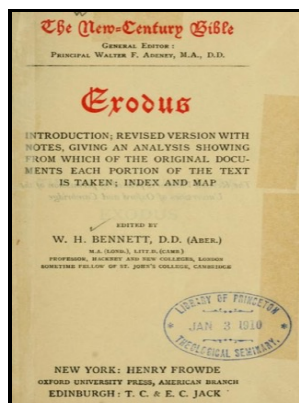 The New-Century Bible
GENERAL EDITOR:
PRINCIPAL WALTER F. ADENEY, M.A., D.D.
Exodus
INTRODUCTION; REVISED VERSION WITH
NOTES, GIVING AN ANALYSIS SHOWING
FROM WHICH OF THE ORIGINAL DOCU-
MENTS EACH PORTION OF THE TEXT
IS TAKEN; INDEX AND MAP
EDITED BY
W. H. BENNETT, D.D. (ABER.)
M.A. (LOND.), LITT.D. (CAMB.)
PROFESSOR, HACKNEY AND NEW COLLEGES, LONDON
SOMETIME FELLOW OF ST. JOHN'S COLLEGE, CAMBRIDGE
LIBRARY OF PRINCETON
JAN 3 1910
THEOLOGICAL SEMINARY.
NEW YORK: HENRY FROWDE
OXFORD UNIVERSITY PRESS, AMERICAN BRANCH
EDINBURGH: T. C. & E. C. JACK